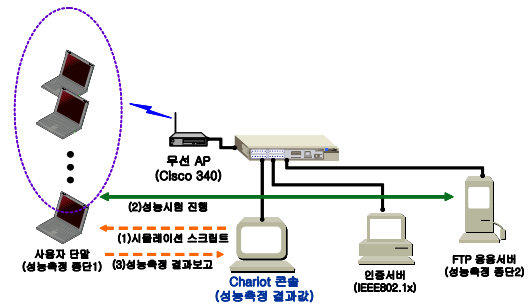 무선 AP
(Cisco 340)
(2)성능시험 진행
(1)시뮬레이션 스크립트
(3)성능측정 결과보고
사용자 단말
(성능측정 종단1)
Chariot 콘솔
(성능측정 결과값)
인증서버
(IEEE802.1x)
FTP 응용서버
(성능측정 종단2)